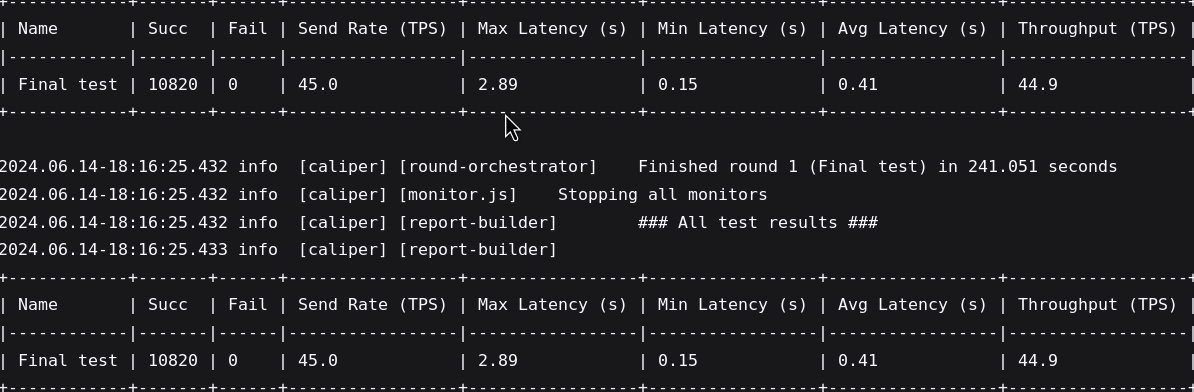 +------------+-------+------+-----------------+-----------------+-----------------+-----------------+------------------+
| Name       | Succ  | Fail | Send Rate (TPS) | Max Latency (s) | Min Latency (s) | Avg Latency (s) | Throughput (TPS) |
|------------|-------|------|-----------------|-----------------|-----------------|-----------------|------------------|
| Final test | 10820 | 0    | 45.0            | 2.89            | 0.15            | 0.41            | 44.9             |
+------------+-------+------+-----------------+-----------------+-----------------+-----------------+------------------+
2024.06.14-18:16:25.432 info  [caliper] [round-orchestrator]    Finished round 1 (Final test) in 241.051 seconds
2024.06.14-18:16:25.432 info  [caliper] [monitor.js]    Stopping all monitors
2024.06.14-18:16:25.432 info  [caliper] [report-builder]        ### All test results ###
2024.06.14-18:16:25.433 info  [caliper] [report-builder]
+------------+-------+------+-----------------+-----------------+-----------------+-----------------+------------------+
| Name       | Succ  | Fail | Send Rate (TPS) | Max Latency (s) | Min Latency (s) | Avg Latency (s) | Throughput (TPS) |
|------------|-------|------|-----------------|-----------------|-----------------|-----------------|------------------|
| Final test | 10820 | 0    | 45.0            | 2.89            | 0.15            | 0.41            | 44.9             |
+------------+-------+------+-----------------+-----------------+-----------------+-----------------+------------------+